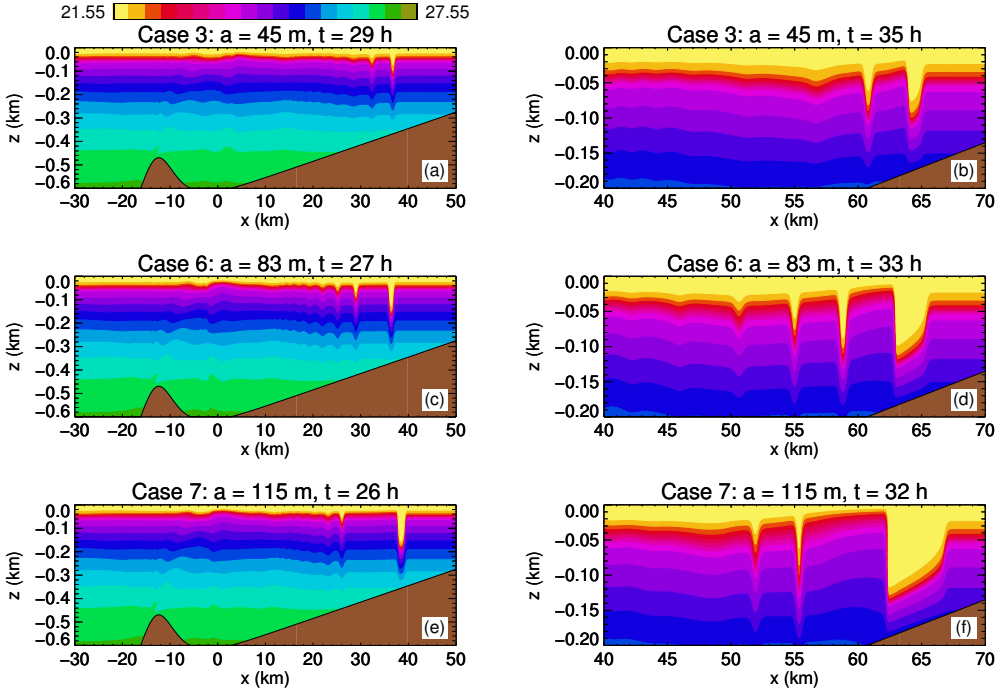 21.55 27.55
Case 3: a = 45 m, t = 29 h
z (km)
0.0
−0.1
−0.2
−0.3
−0.4
−0.5
−0.6
(a)
−30 −20 −10 0 10 20 30 40 50
x (km)
Case 3: a = 45 m, t = 35 h
z (km)
0.00
−0.05
−0.10
−0.15
−0.20
(b)
40 45 50 55 60 65 70
x (km)
Case 6: a = 83 m, t = 27 h
z (km)
0.0
−0.1
−0.2
−0.3
−0.4
−0.5
−0.6
(c)
−30 −20 −10 0 10 20 30 40 50
x (km)
Case 6: a = 83 m, t = 33 h
z (km)
0.00
−0.05
−0.10
−0.15
−0.20
(d)
40 45 50 55 60 65 70
x (km)
Case 7: a = 115 m, t = 26 h
z (km)
0.0
−0.1
−0.2
−0.3
−0.4
−0.5
−0.6
(e)
−30 −20 −10 0 10 20 30 40 50
x (km)
Case 7: a = 115 m, t = 32 h
z (km)
0.00
−0.05
−0.10
−0.15
−0.20
(f)
40 45 50 55 60 65 70
x (km)